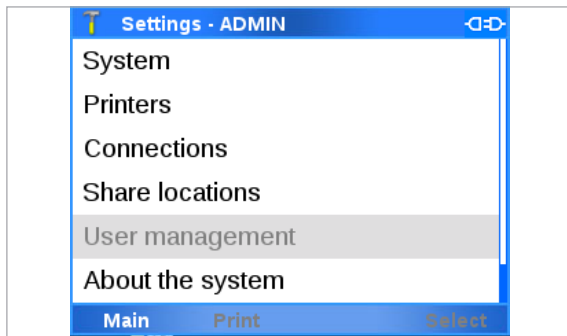 Settings - ADMIN
System
Printers
Connections
Share locations
User management
About the system
Main Print Select